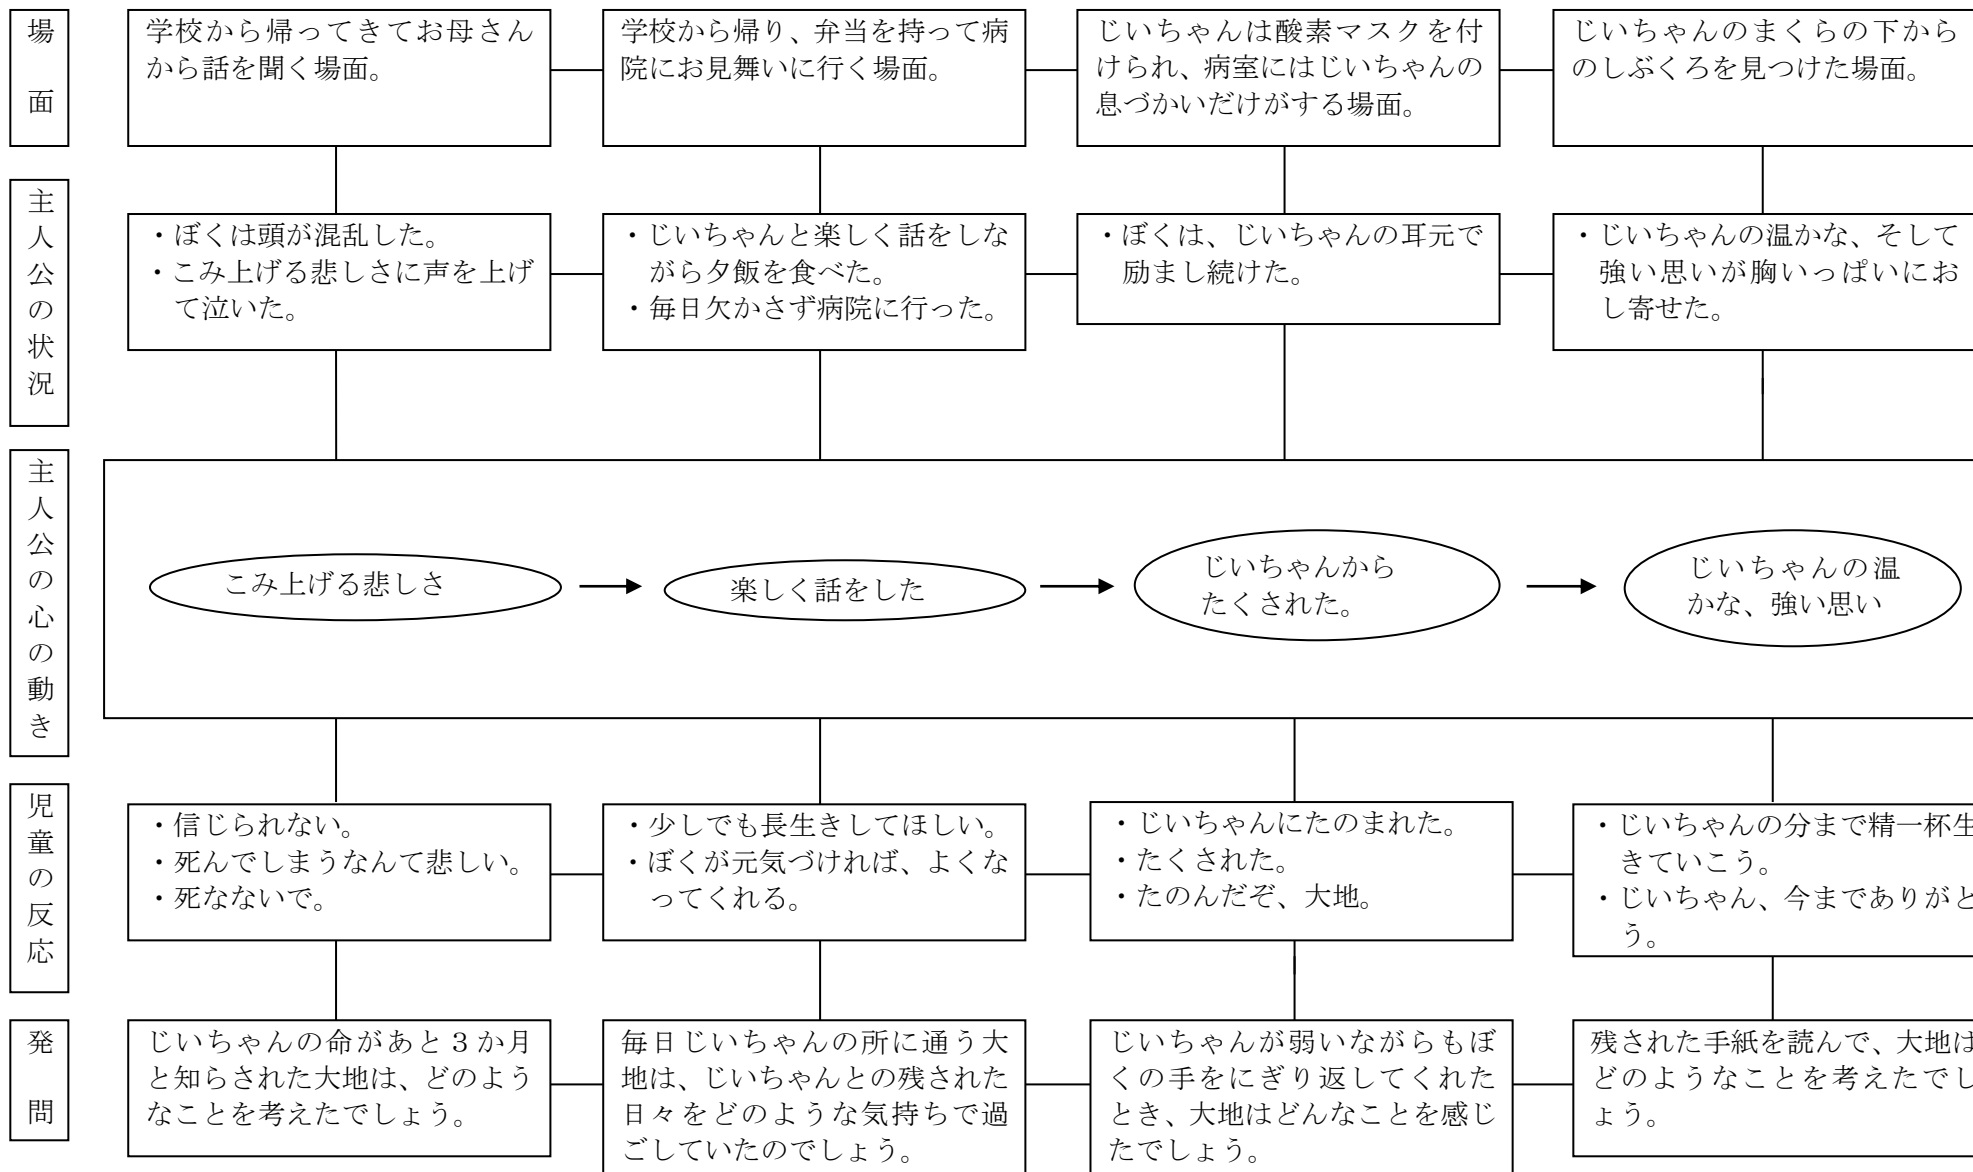 場面
学校から帰ってきてお母さん
から話を聞く場面。
学校から帰り、弁当を持って病
院にお見舞いに行く場面。
じいちゃんは酸素マスクを付
けられ、病室にはじいちゃんの
息づかいだけがする場面。
じいちゃんのまくらの下から
のしぶくろを見つけた場面。
主人公の状況
・ぼくは頭が混乱した。
・こみ上げる悲しさに声を上げ
て泣いた。
・じいちゃんと楽しく話をしな
がら夕飯を食べた。
・毎日欠かさず病院に行った。
・ぼくは、じいちゃんの耳元で
励まし続けた。
・じいちゃんの温かな、そして
強い思いが胸いっぱいにお
し寄せた。
主人公の心の動き
こみ上げる悲しさ
楽しく話をした
じいちゃんから
たくされた。
じいちゃんの温
かな、強い思い
児童の反応
・信じられない。
・死んでしまうなんて悲しい。
・死なないで。
・少しでも長生きしてほしい。
・ぼくが元気づければ、よくな
ってくれる。
・じいちゃんにたのまれた。
・たくされた。
・たのんだぞ、大地。
・じいちゃんの分まで精一杯生
きていこう。
・じいちゃん、今までありがと
う。
発問
じいちゃんの命があと３か月
と知らされた大地は、どのよう
なことを考えたでしょう。
毎日じいちゃんの所に通う大
地は、じいちゃんとの残された
日々をどのような気持ちで過
ごしていたのでしょう。
じいちゃんが弱いながらもぼ
くの手をにぎり返してくれた
とき、大地はどんなことを感じ
たでしょう。
残された手紙を読んで、大地は
どのようなことを考えたでし
ょう。